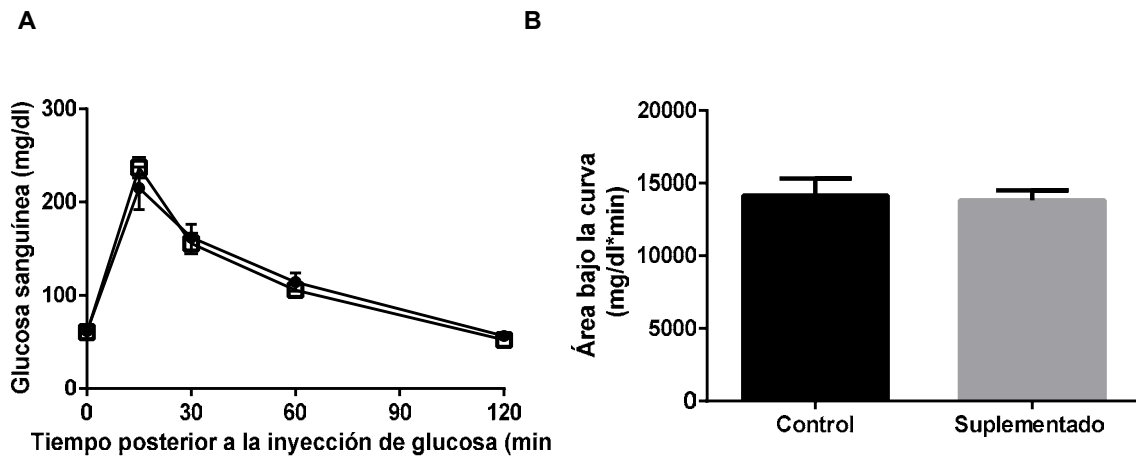 A
B
Glucosa sanguínea (mg/dl)
300
200
100
0
0 30 60 90 120
Tiempo posterior a la inyección de glucosa (min
Área bajo la curva
(mg/dl*min)
20000
15000
10000
5000
0
Control Suplementado